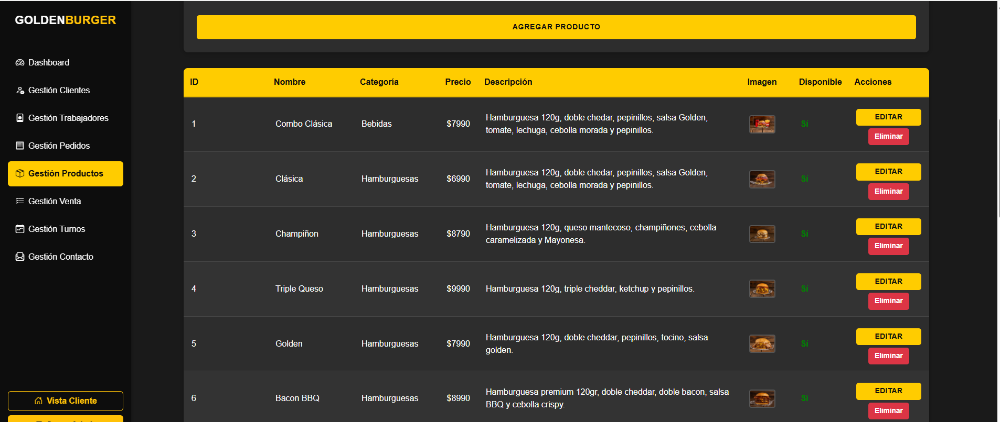 GOLDENBURGER
Dashboard
Gestión Clientes
Gestión Trabajadores
Gestión Pedidos
Gestión Productos
Gestión Venta
Gestión Turnos
Gestión Contacto
Vista Cliente
AGREGAR PRODUCTO
ID Nombre Categoría Precio Descripción Imagen Disponible Acciones
1 Combo Clásica Bebidas $7990 Hamburguesa 120g, doble chedar, pepinillos, salsa Golden,
tomate, lechuga, cebolla morada y pepinillos. Sí EDITAR
Eliminar
2 Clásica Hamburguesas $6990 Hamburguesa 120g, doble chedar, pepinillos, salsa Golden,
tomate, lechuga, cebolla morada y pepinillos. Sí EDITAR
Eliminar
3 Champiñon Hamburguesas $8790 Hamburguesa 120g, queso mantecoso, champiñones, cebolla
caramelizada y Mayonesa. Sí EDITAR
Eliminar
4 Triple Queso Hamburguesas $9990 Hamburguesa 120g, triple cheddar, ketchup y pepinillos. Sí EDITAR
Eliminar
5 Golden Hamburguesas $7990 Hamburguesa 120g, doble cheddar, pepinillos, tocino, salsa
golden. Sí EDITAR
Eliminar
6 Bacon BBQ Hamburguesas $8990 Hamburguesa premium 120gr, doble cheddar, doble bacon, salsa
BBQ y cebolla crispy. Sí EDITAR
Eliminar